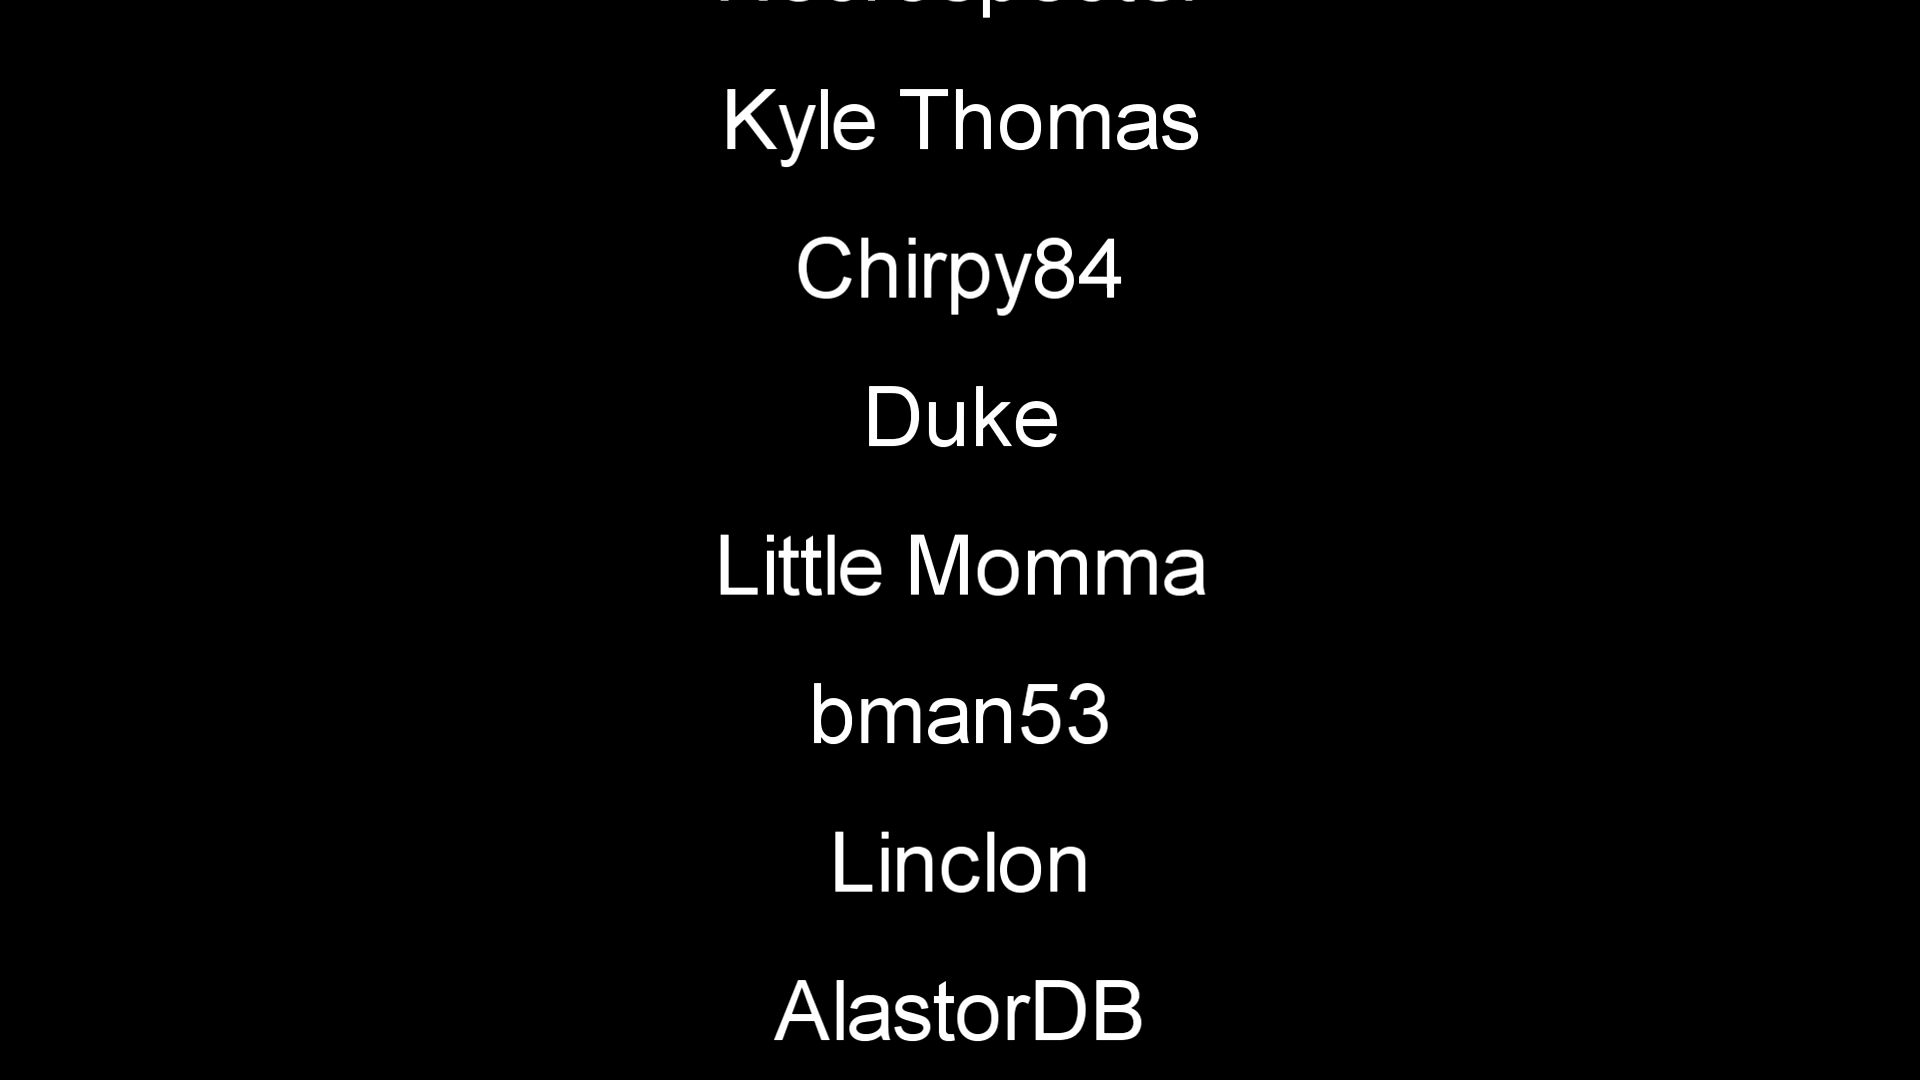 Kyle Thomas
Chirpy84
Duke
Little Momma
bman53
Linclon
AlastorDB